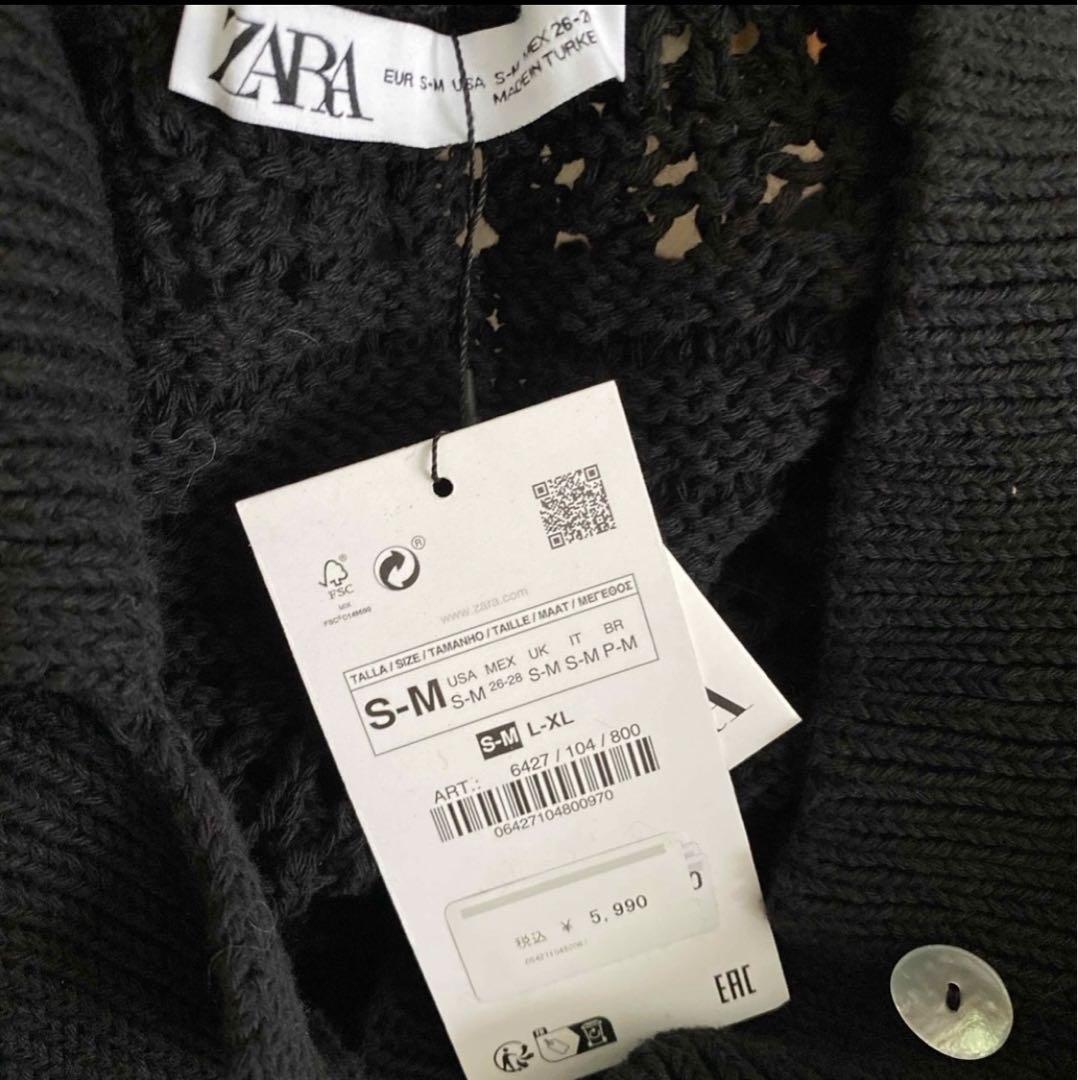 ZARA
EUR S-M USA S-M MEX 26-2
MADE IN TURKE
FSC
MIX
www.zara.com
TALLA / SIZE / TAMANHO / TAILLE / MAAT / ΜΕΓΕΘΟΣ
S-M
USA MEX UK IT BR
S-M 26-28 S-M S-M P-M
S-M L-XL
ART.: 6427 / 104 / 800
06427104800970
税込 ¥ 5,990
EAC